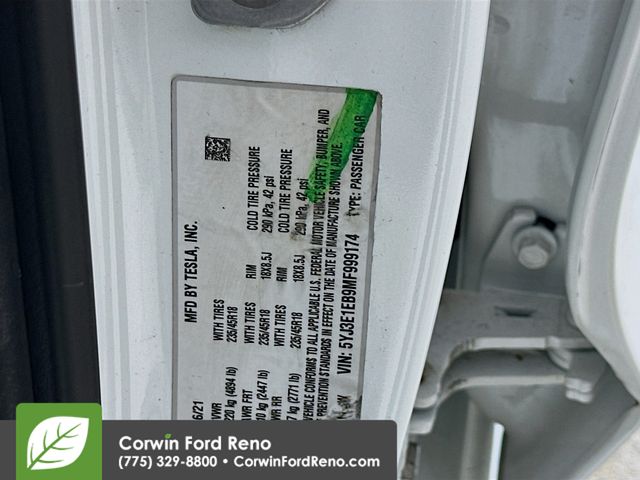 MFD BY TESLA, INC.
6/21
VWR WITH TIRES RIM COLD TIRE PRESSURE
220 kg (4894 lb) 235/45R18 18X8.5J 290 kPa, 42 psi
AWR FRT WITH TIRES RIM COLD TIRE PRESSURE
10 kg (2447 lb) 235/45R18 18X8.5J 290 kPa, 42 psi
AWR RR WITH TIRES RIM COLD TIRE PRESSURE
7 kg (2771 lb) 235/45R18 18X8.5J 290 kPa, 42 psi
VEHICLE CONFORMS TO ALL APPLICABLE U.S. FEDERAL MOTOR VEHICLE SAFETY, BUMPER, AND
PREVENTION STANDARDS IN EFFECT ON THE DATE OF MANUFACTURE SHOWN ABOVE.
VIN: 5YJ3E1EB9MF999174 TYPE: PASSENGER CAR
Corwin Ford Reno
(775) 329-8800 • CorwinFordReno.com